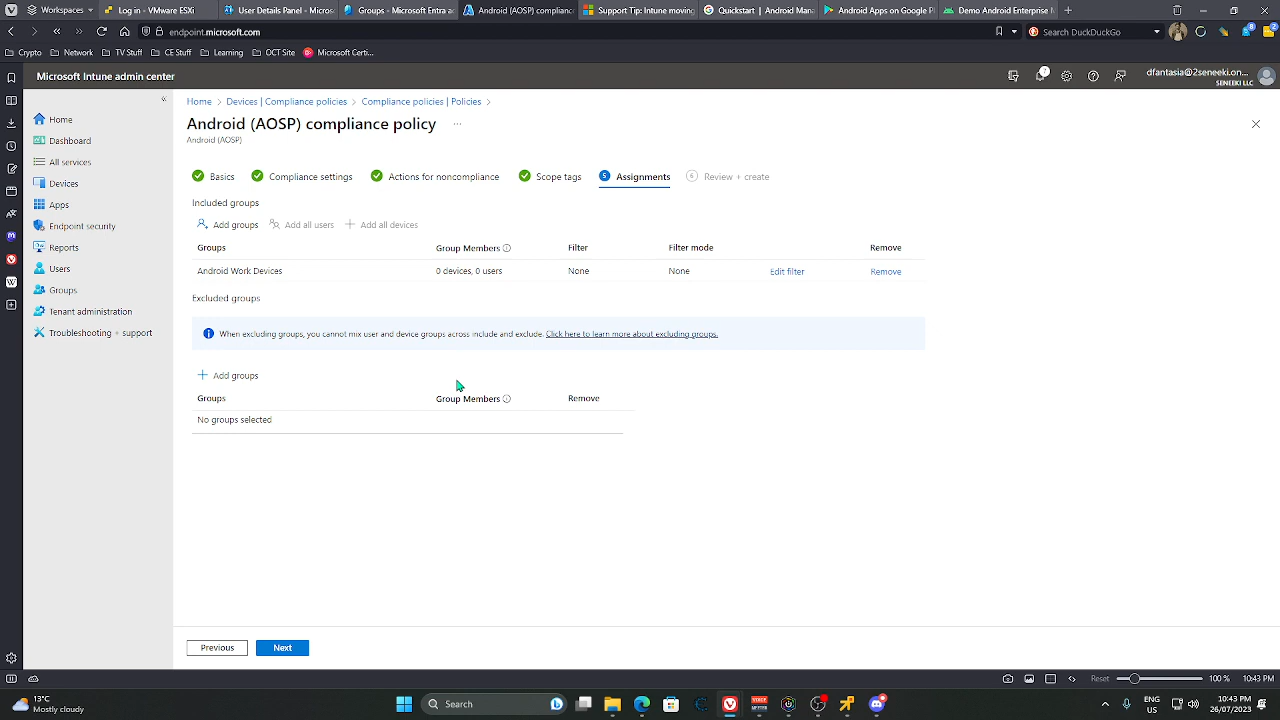 Workspaces
Log in - VMware ESXi
User Details Panel - Micros
Groups - Microsoft Entra a
Android (AOSP) complianc
Support Tip: Intune moving
Quickstart | Android Man
Android Apps on Google P
Demo Android Enterprise f
endpoint.microsoft.com
Search DuckDuckGo
Crypto
Network
TV Stuff
CE Stuff
Learning
OCT Site
Microsoft Certi...
Microsoft Intune admin center
dfantasia@2seneeki.on...
SENEEKI LLC
Home
Dashboard
All services
Devices
Apps
Endpoint security
Reports
Users
Groups
Tenant administration
Troubleshooting + support
Home > Devices | Compliance policies > Compliance policies | Policies >
Android (AOSP) compliance policy ...
Android (AOSP)
Basics
Compliance settings
Actions for noncompliance
Scope tags
5 Assignments
6 Review + create
Included groups
Add groups
Add all users
Add all devices
Groups Group Members Filter Filter mode Remove
Android Work Devices 0 devices, 0 users None None Edit filter Remove
Excluded groups
When excluding groups, you cannot mix user and device groups across include and exclude. Click here to learn more about excluding groups.
Add groups
Groups Group Members Remove
No groups selected
Previous
Next
Reset 100% 10:43 PM
13°C
Mostly cloudy
Search
ENG
US
10:43 PM
26/07/2023